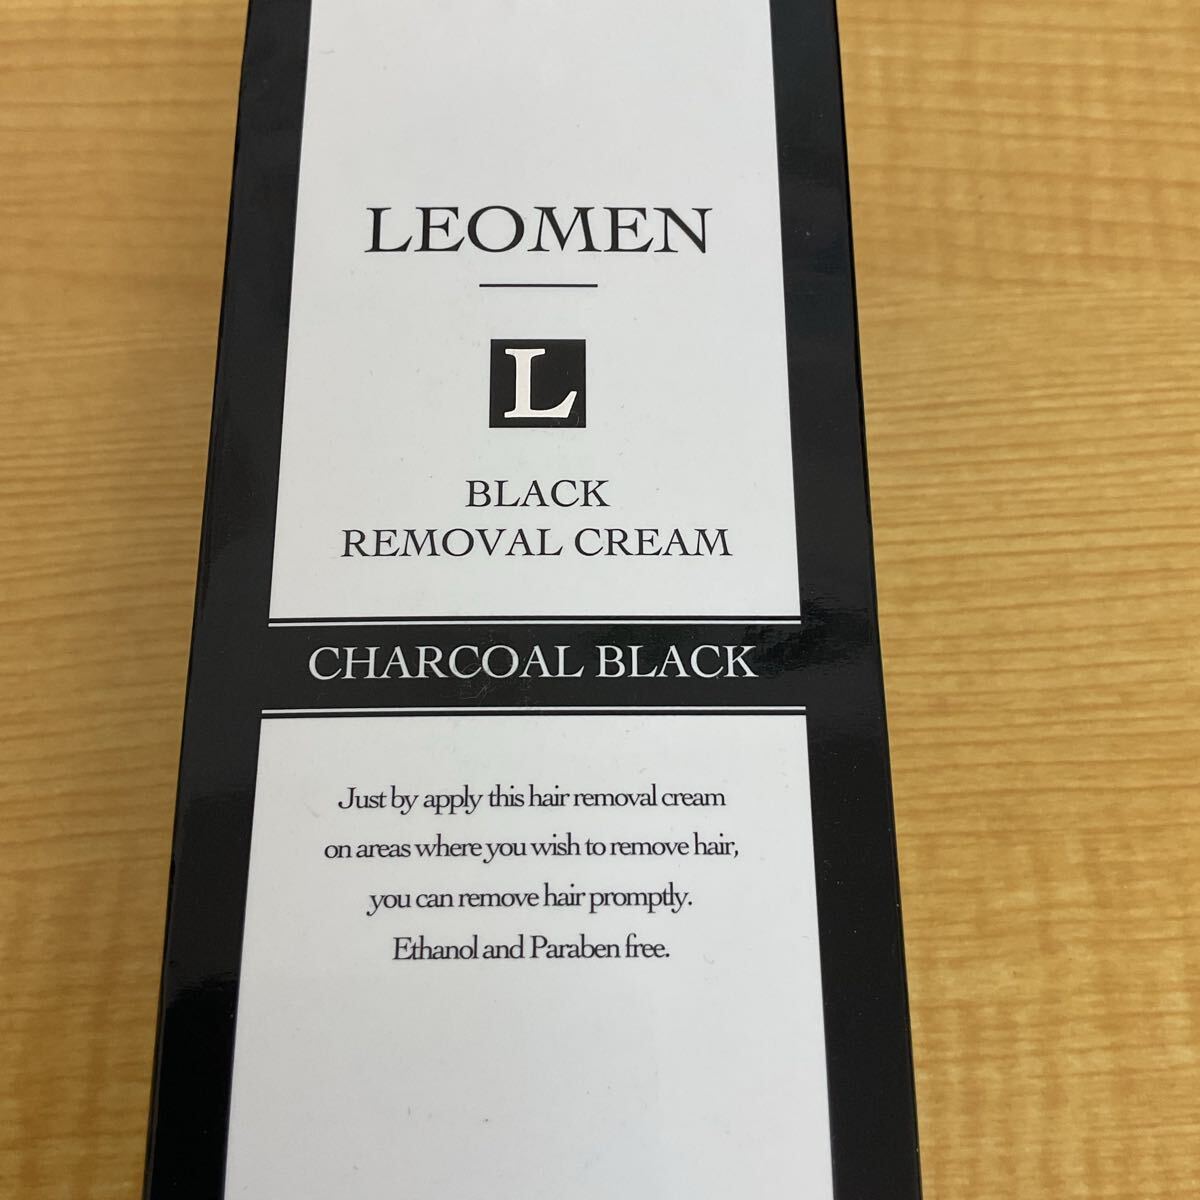 LEOMEN
L
BLACK
REMOVAL CREAM
CHARCOAL BLACK
Just by apply this hair removal cream
on areas where you wish to remove hair,
you can remove hair promptly.
Ethanol and Paraben free.